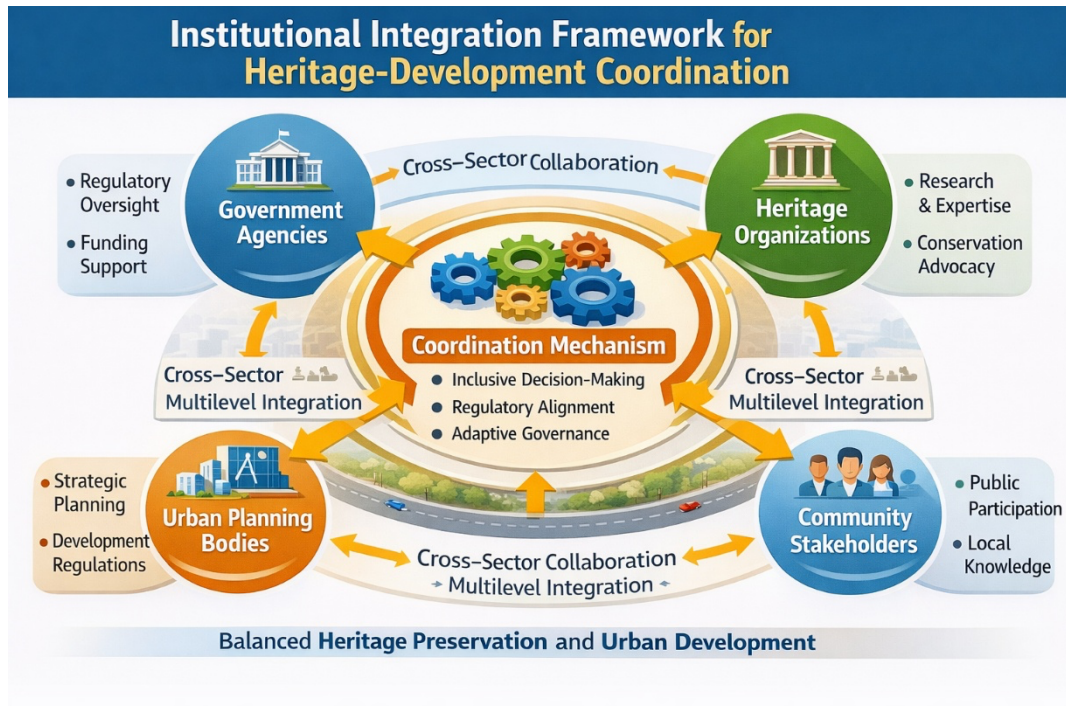 Institutional Integration Framework for
Heritage-Development Coordination
Cross-Sector Collaboration
• Regulatory
Oversight
• Funding
Support
Government
Agencies
Heritage
Organizations
• Research
& Expertise
• Conservation
Advocacy
Coordination Mechanism
• Inclusive Decision-Making
• Regulatory Alignment
• Adaptive Governance
Cross-Sector
Multilevel Integration
Cross-Sector
Multilevel Integration
• Strategic
Planning
• Development
Regulations
Urban Planning
Bodies
Community
Stakeholders
• Public
Participation
• Local
Knowledge
Cross-Sector Collaboration
Multilevel Integration
Balanced Heritage Preservation and Urban Development